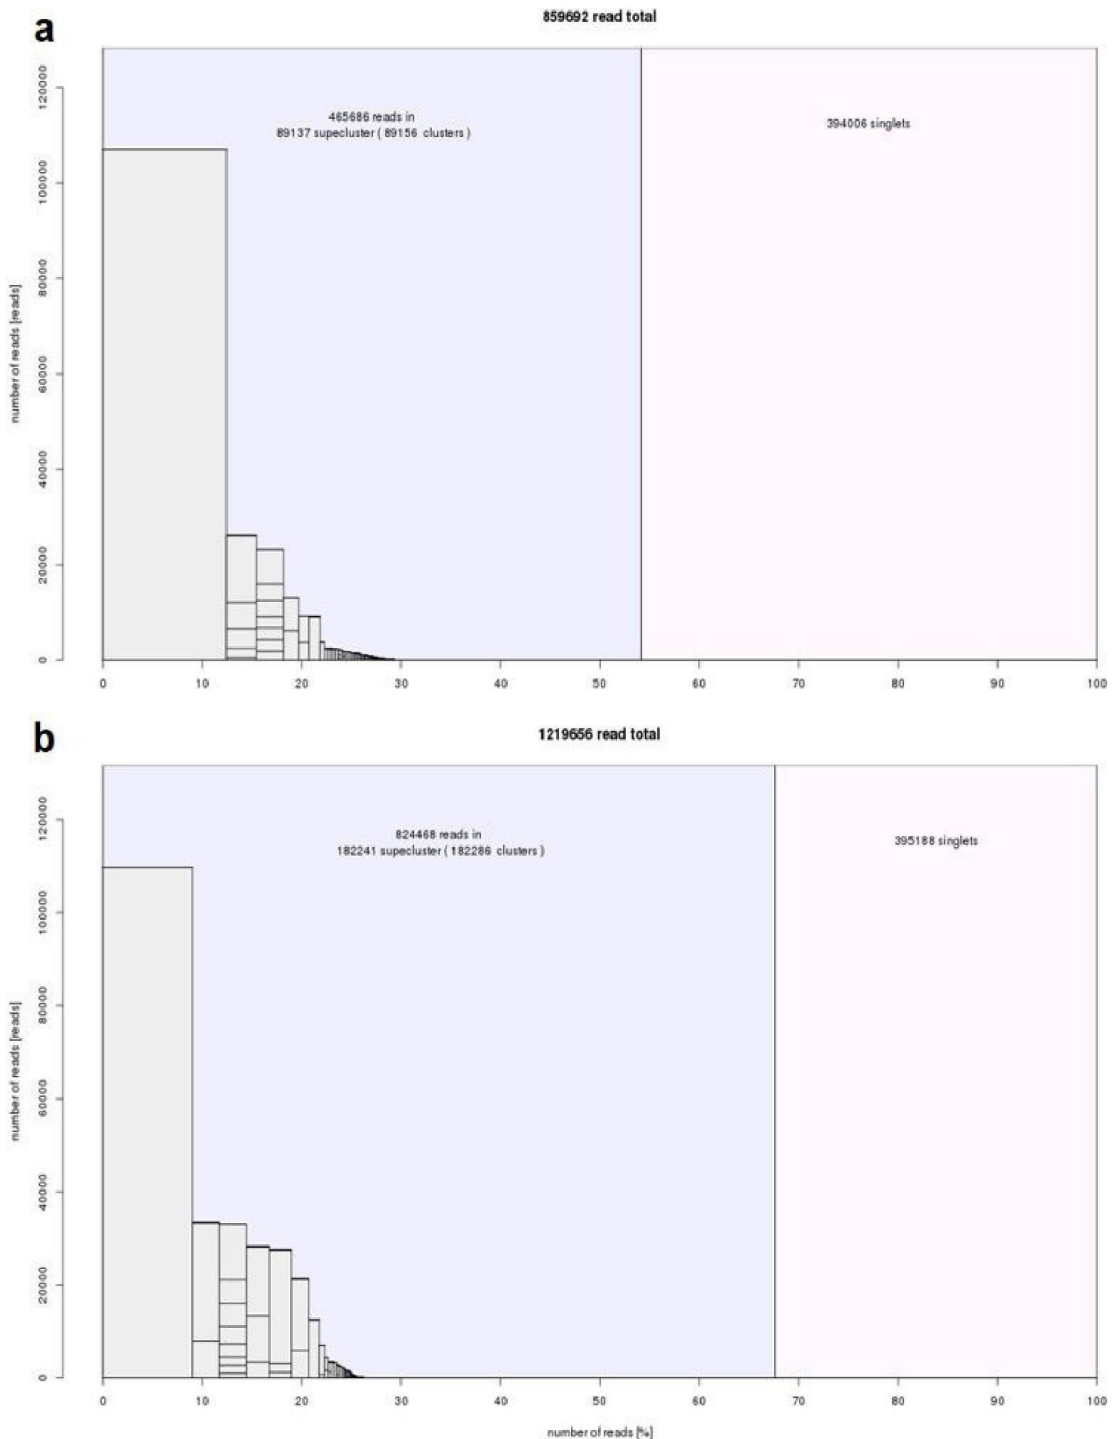 a
859692 read total
465686 reads in
89137 supecluster ( 89156 clusters )
394006 singlets
number of reads [reads]
120000
100000
80000
60000
40000
20000
0
0 10 20 30 40 50 60 70 80 90 100
b
1219656 read total
824468 reads in
182241 supecluster ( 182286 clusters )
395188 singlets
number of reads [reads]
120000
100000
80000
60000
40000
20000
0
0 10 20 30 40 50 60 70 80 90 100
number of reads [%]